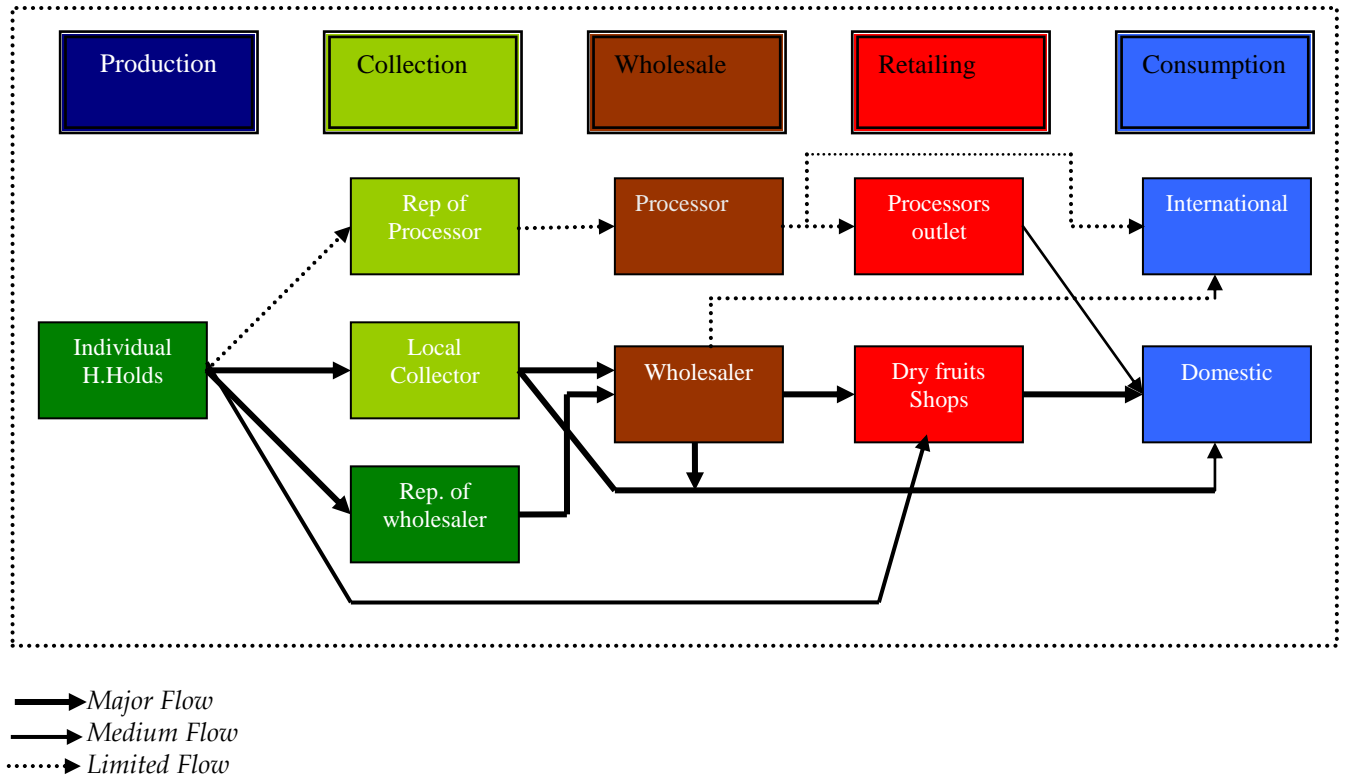 Production
Collection
Wholesale
Retailing
Consumption
Rep of
Processor
Processor
Processors
outlet
International
Individual
H.Holds
Local
Collector
Wholesaler
Dry fruits
Shops
Domestic
Rep. of
wholesaler
Major Flow
Medium Flow
Limited Flow